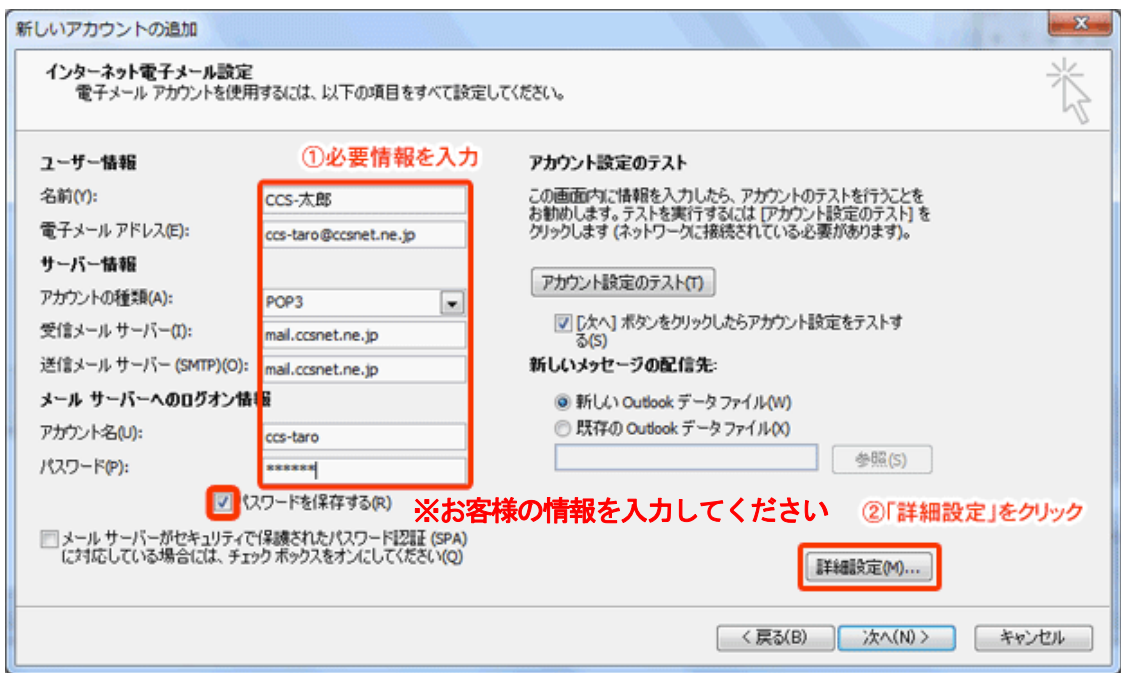 新しいアカウントの追加
インターネット電子メール設定
電子メール アカウントを使用するには、以下の項目をすべて設定してください。
ユーザー情報
①必要情報を入力
名前(Y):
CCS-太郎
電子メール アドレス(E):
ccs-taro@ccsnet.ne.jp
サーバー情報
アカウントの種類(A):
POP3
受信メール サーバー(I):
mail.ccsnet.ne.jp
送信メール サーバー (SMTP)(O):
mail.ccsnet.ne.jp
メール サーバーへのログオン情報
アカウント名(U):
ccs-taro
パスワード(P):
******
パスワードを保存する(R)
※お客様の情報を入力してください
メール サーバーがセキュリティで保護されたパスワード認証 (SPA)
に対応している場合には、チェック ボックスをオンにしてください(Q)
アカウント設定のテスト
この画面内に情報を入力したら、アカウントのテストを行うことを
お勧めします。テストを実行するには [アカウント設定のテスト] を
クリックします (ネットワークに接続されている必要があります)。
アカウント設定のテスト(T)
[次へ] ボタンをクリックしたらアカウント設定をテストす
る(S)
新しいメッセージの配信先:
新しい Outlook データ ファイル(W)
既存の Outlook データ ファイル(X)
参照(S)
②「詳細設定」をクリック
詳細設定(M)...
< 戻る(B)
次へ(N) >
キャンセル